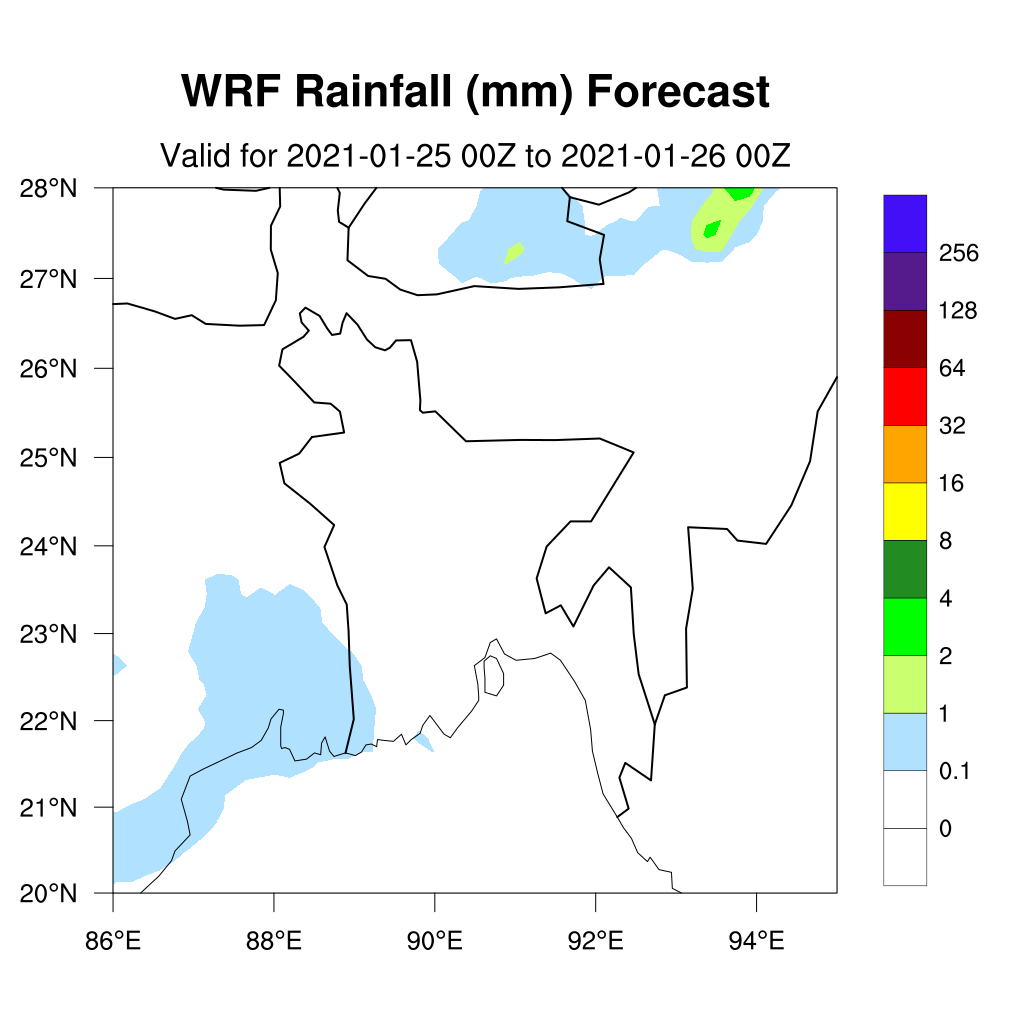 WRF Rainfall (mm) Forecast
Valid for 2021-01-25 00Z to 2021-01-26 00Z
28°N
27°N
26°N
25°N
24°N
23°N
22°N
21°N
20°N
86°E 88°E 90°E 92°E 94°E
256
128
64
32
16
8
4
2
1
0.1
0